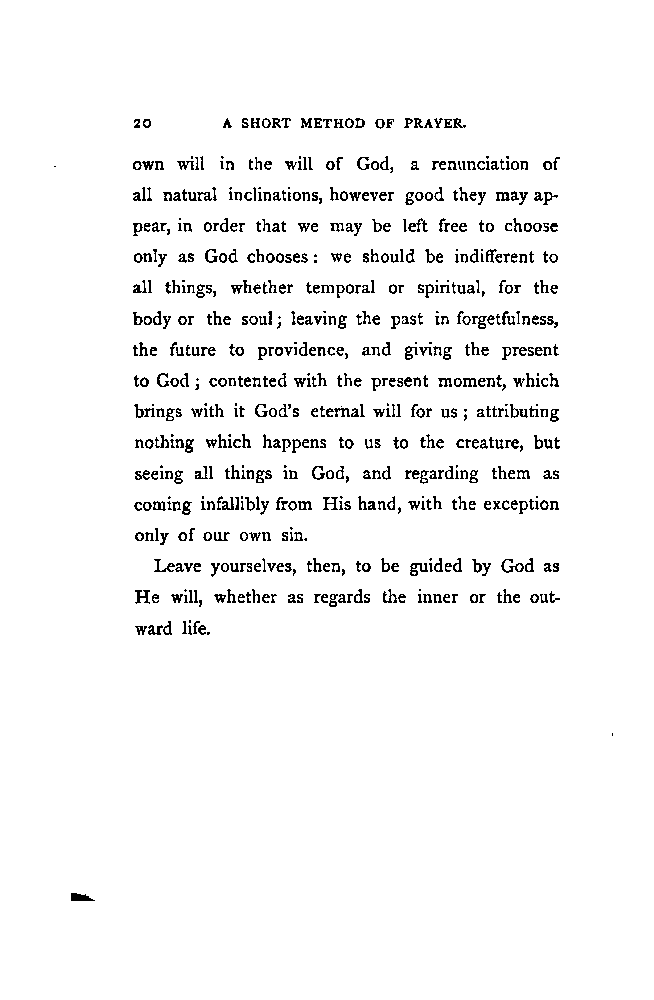 20 A SHORT METHOD OF PRAYER.
own will in the will of God, a renunciation of
all natural inclinations, however good they may ap-
pear, in order that we may be left free to choose
only as God chooses : we should be indifferent to
all things, whether temporal or spiritual, for the
body or the soul ; leaving the past in forgetfulness,
the future to providence, and giving the present
to God ; contented with the present moment, which
brings with it God's eternal will for us ; attributing
nothing which happens to us to the creature, but
seeing all things in God, and regarding them as
coming infallibly from His hand, with the exception
only of our own sin.
Leave yourselves, then, to be guided by God as
He will, whether as regards the inner or the out-
ward life.